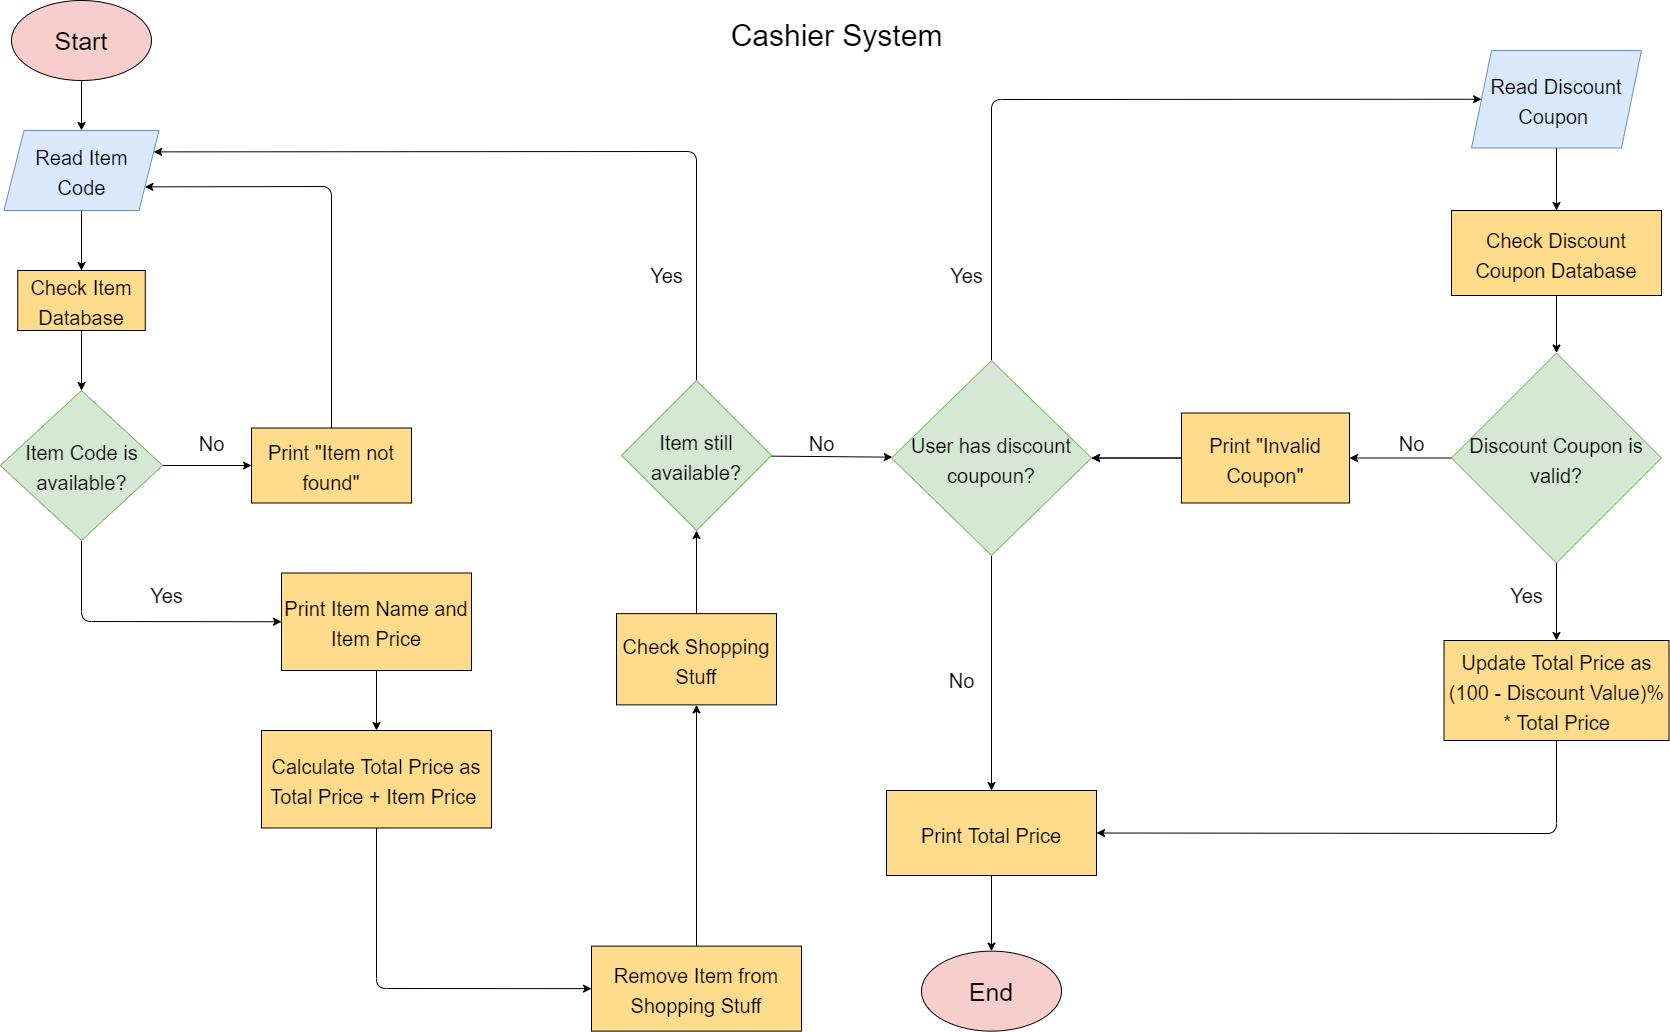 Cashier System
Start
Read Item
Code
Check Item
Database
Item Code is
available?
No
Print "Item not
found"
Yes
Print Item Name and
Item Price
Calculate Total Price as
Total Price + Item Price
Remove Item from
Shopping Stuff
Check Shopping
Stuff
Item still
available?
Yes
No
User has discount
coupoun?
Yes
Read Discount
Coupon
Check Discount
Coupon Database
Discount Coupon is
valid?
No
Print "Invalid
Coupon"
Yes
Update Total Price as
(100 - Discount Value)%
* Total Price
No
Print Total Price
End